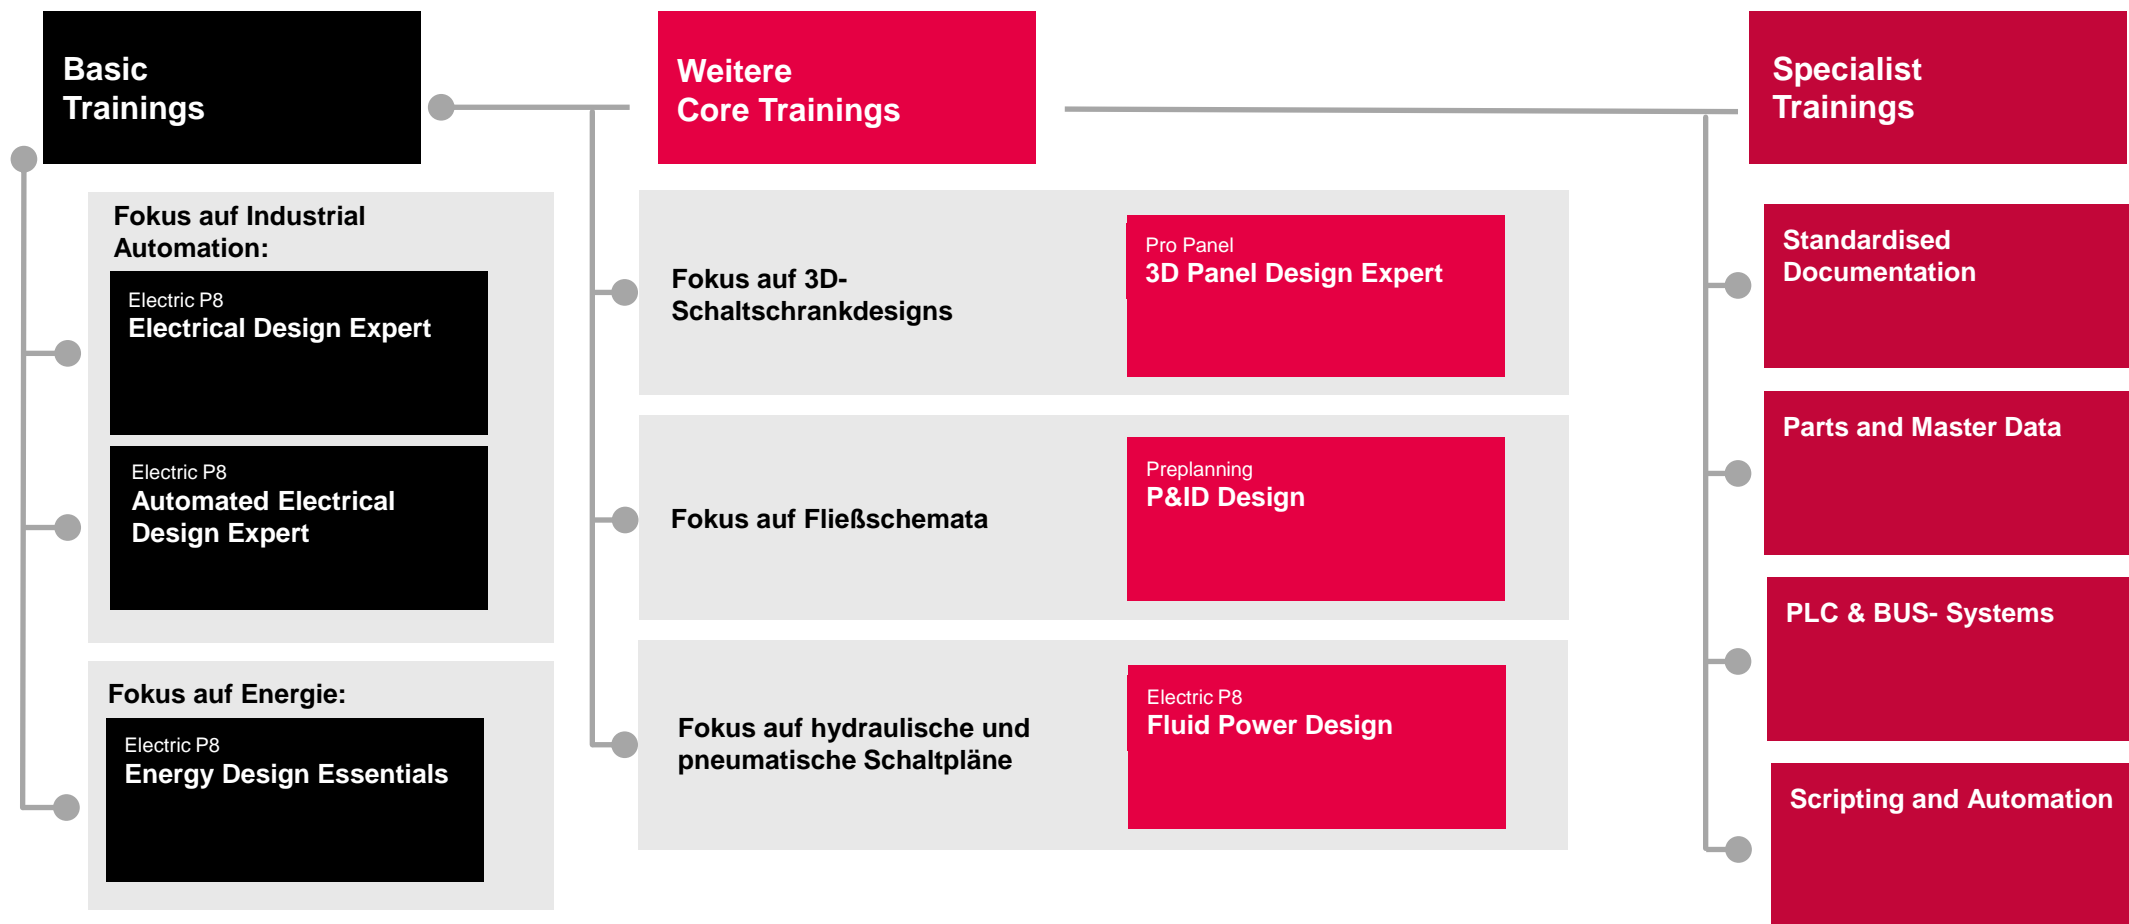 Basic
Trainings
Fokus auf Industrial
Automation:
Electric P8
Electrical Design Expert
Electric P8
Automated Electrical
Design Expert
Fokus auf Energie:
Electric P8
Energy Design Essentials
Weitere
Core Trainings
Fokus auf 3D-
Schaltschrankdesigns
Pro Panel
3D Panel Design Expert
Fokus auf Fließschemata
Preplanning
P&ID Design
Fokus auf hydraulische und
pneumatische Schaltpläne
Electric P8
Fluid Power Design
Specialist
Trainings
Standardised
Documentation
Parts and Master Data
PLC & BUS- Systems
Scripting and Automation